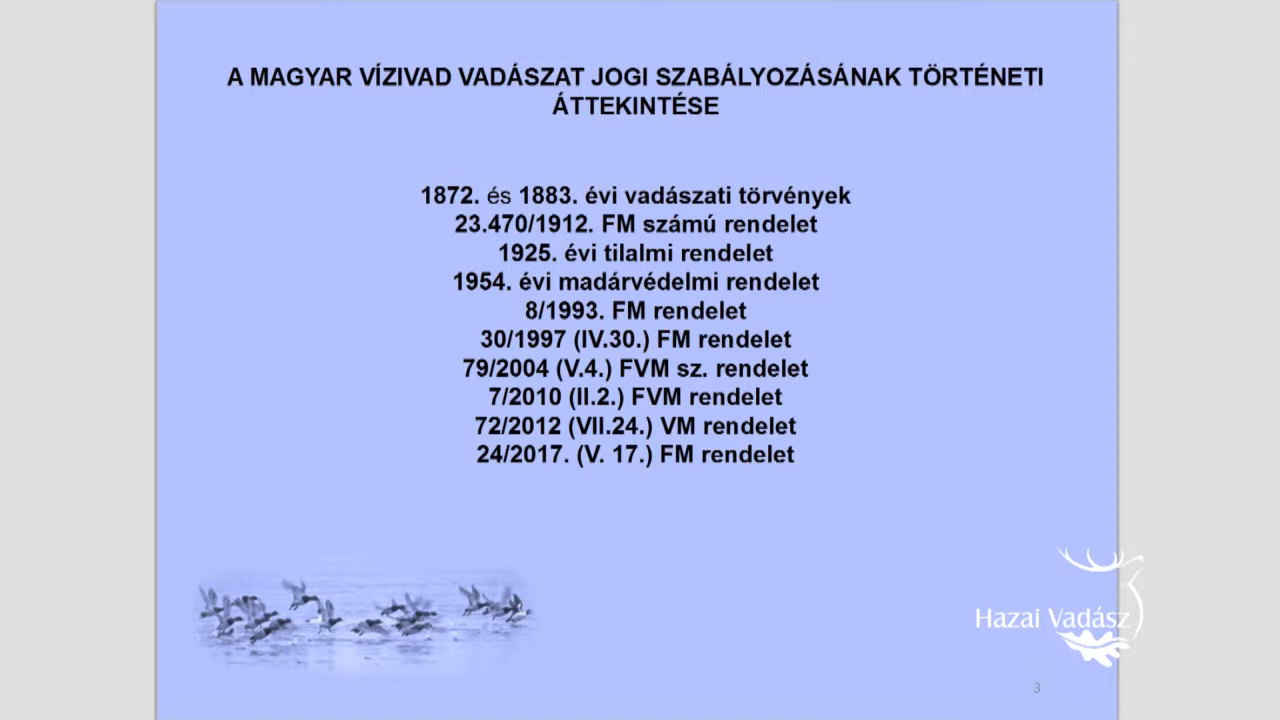 A MAGYAR VÍZIVAD VADÁSZAT JOGI SZABÁLYOZÁSÁNAK TÖRTÉNETI
ÁTTEKINTÉSE
1872. és 1883. évi vadászati törvények
23.470/1912. FM számú rendelet
1925. évi tilalmi rendelet
1954. évi madárvédelmi rendelet
8/1993. FM rendelet
30/1997 (IV.30.) FM rendelet
79/2004 (V.4.) FVM sz. rendelet
7/2010 (II.2.) FVM rendelet
72/2012 (VII.24.) VM rendelet
24/2017. (V. 17.) FM rendelet
Hazai Vadász
3